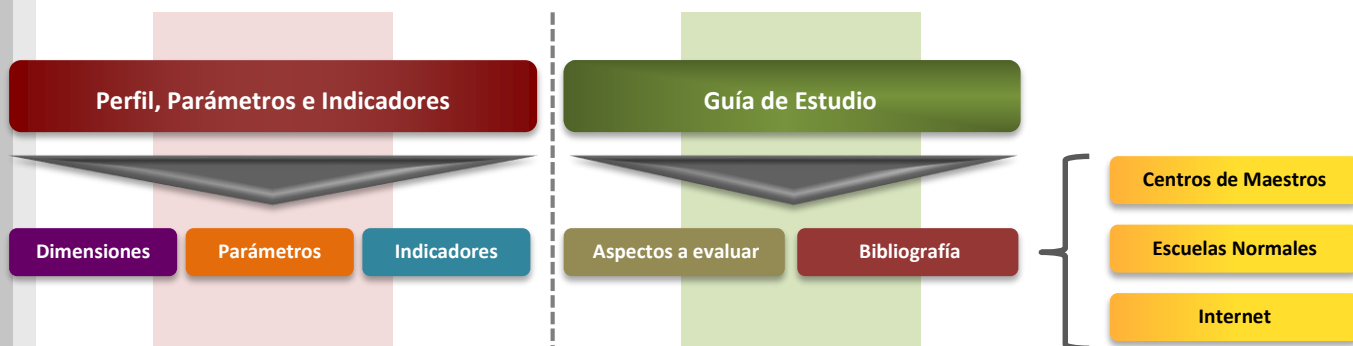 Perfil, Parámetros e Indicadores
Guía de Estudio
Dimensiones
Parámetros
Indicadores
Aspectos a evaluar
Bibliografía
Centros de Maestros
Escuelas Normales
Internet